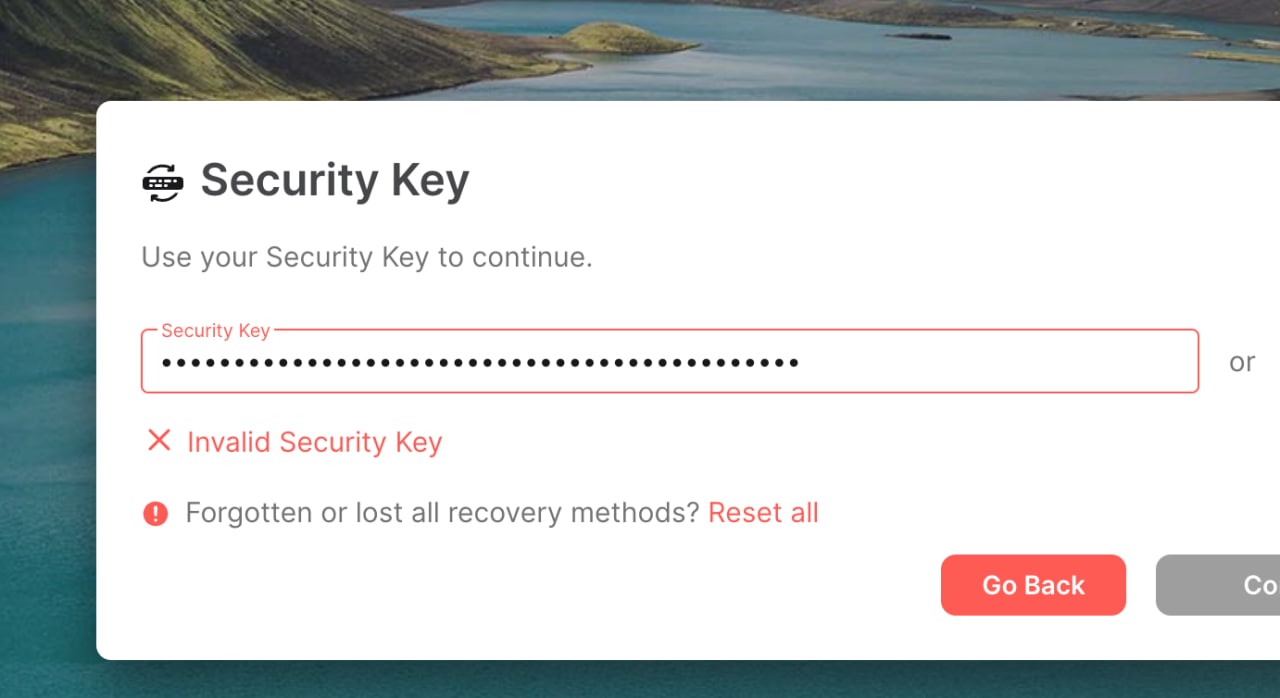 Security Key
Use your Security Key to continue.
Security Key
••••••••••••••••••••••••••••••••••••••••••••
or
Invalid Security Key
Forgotten or lost all recovery methods? Reset all
Go Back